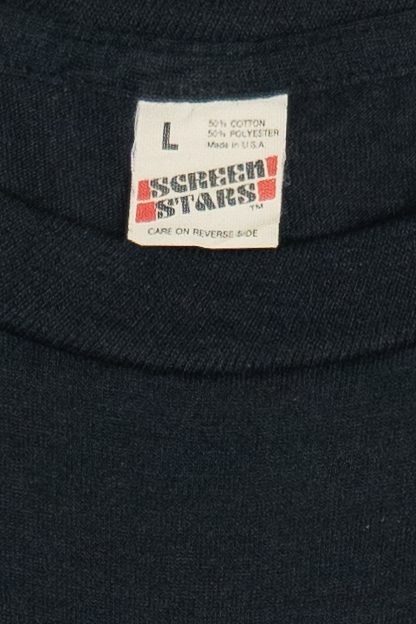 L
50% COTTON
50% POLYESTER
Made in U.S.A.
SCREEN
STARS
TM
CARE ON REVERSE SIDE